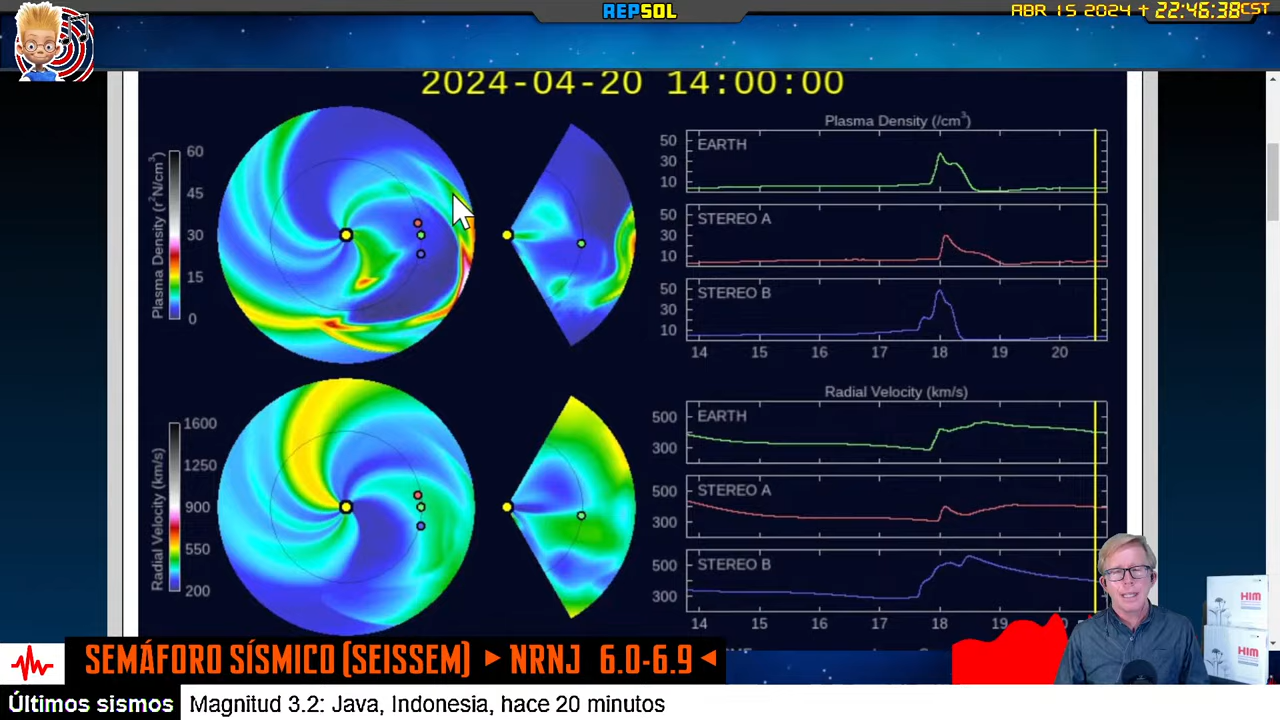 REPSOL
ABR 15 2024 † 22:46:38 CST
2024-04-20 14:00:00
Plasma Density (r²N/cm³)
60
45
30
15
0
Plasma Density (/cm³)
EARTH
50
30
10
STEREO A
50
30
10
STEREO B
50
30
10
14 15 16 17 18 19 20
Radial Velocity (km/s)
1600
1250
900
550
200
Radial Velocity (km/s)
EARTH
500
300
STEREO A
500
300
STEREO B
500
300
14 15 16 17 18 19
HIM
HIM
SEMÁFORO SÍSMICO (SEISSEM) ► NRNJ 6.0-6.9 ◄
Últimos sismos
Magnitud 3.2: Java, Indonesia, hace 20 minutos